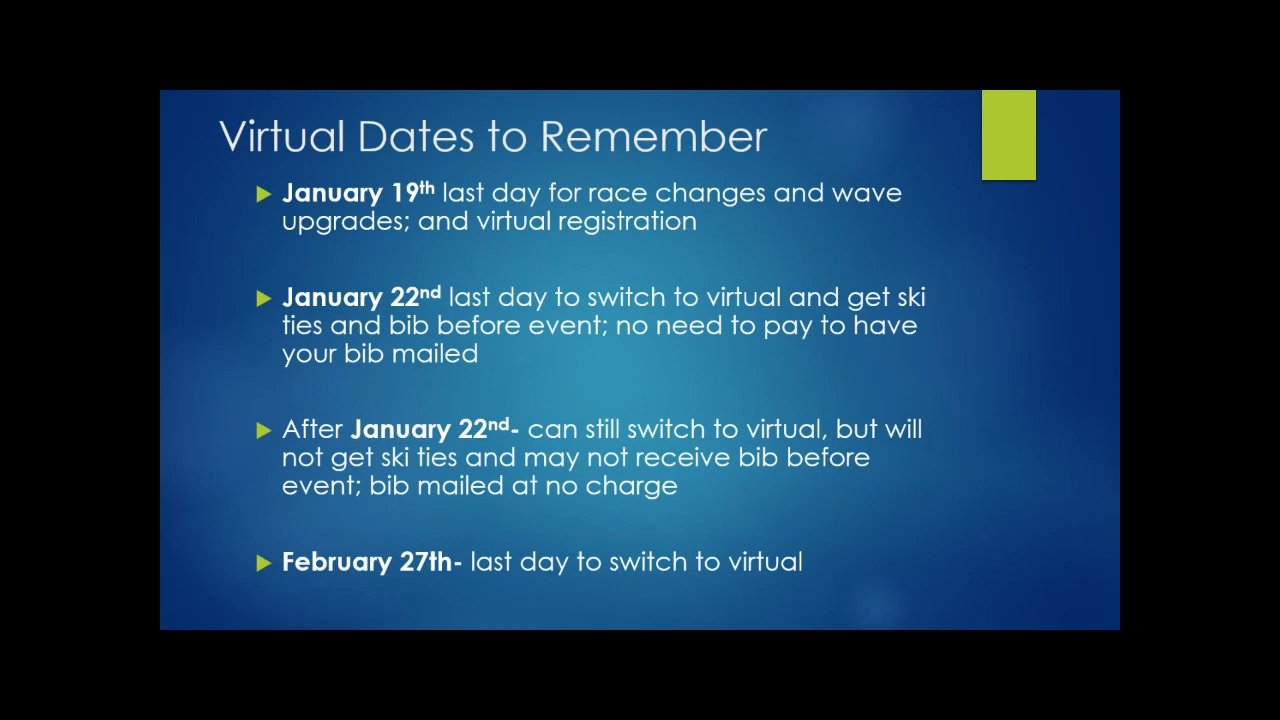 Virtual Dates to Remember
January 19th last day for race changes and wave
upgrades; and virtual registration
January 22nd last day to switch to virtual and get ski
ties and bib before event; no need to pay to have
your bib mailed
After January 22nd- can still switch to virtual, but will
not get ski ties and may not receive bib before
event; bib mailed at no charge
February 27th- last day to switch to virtual